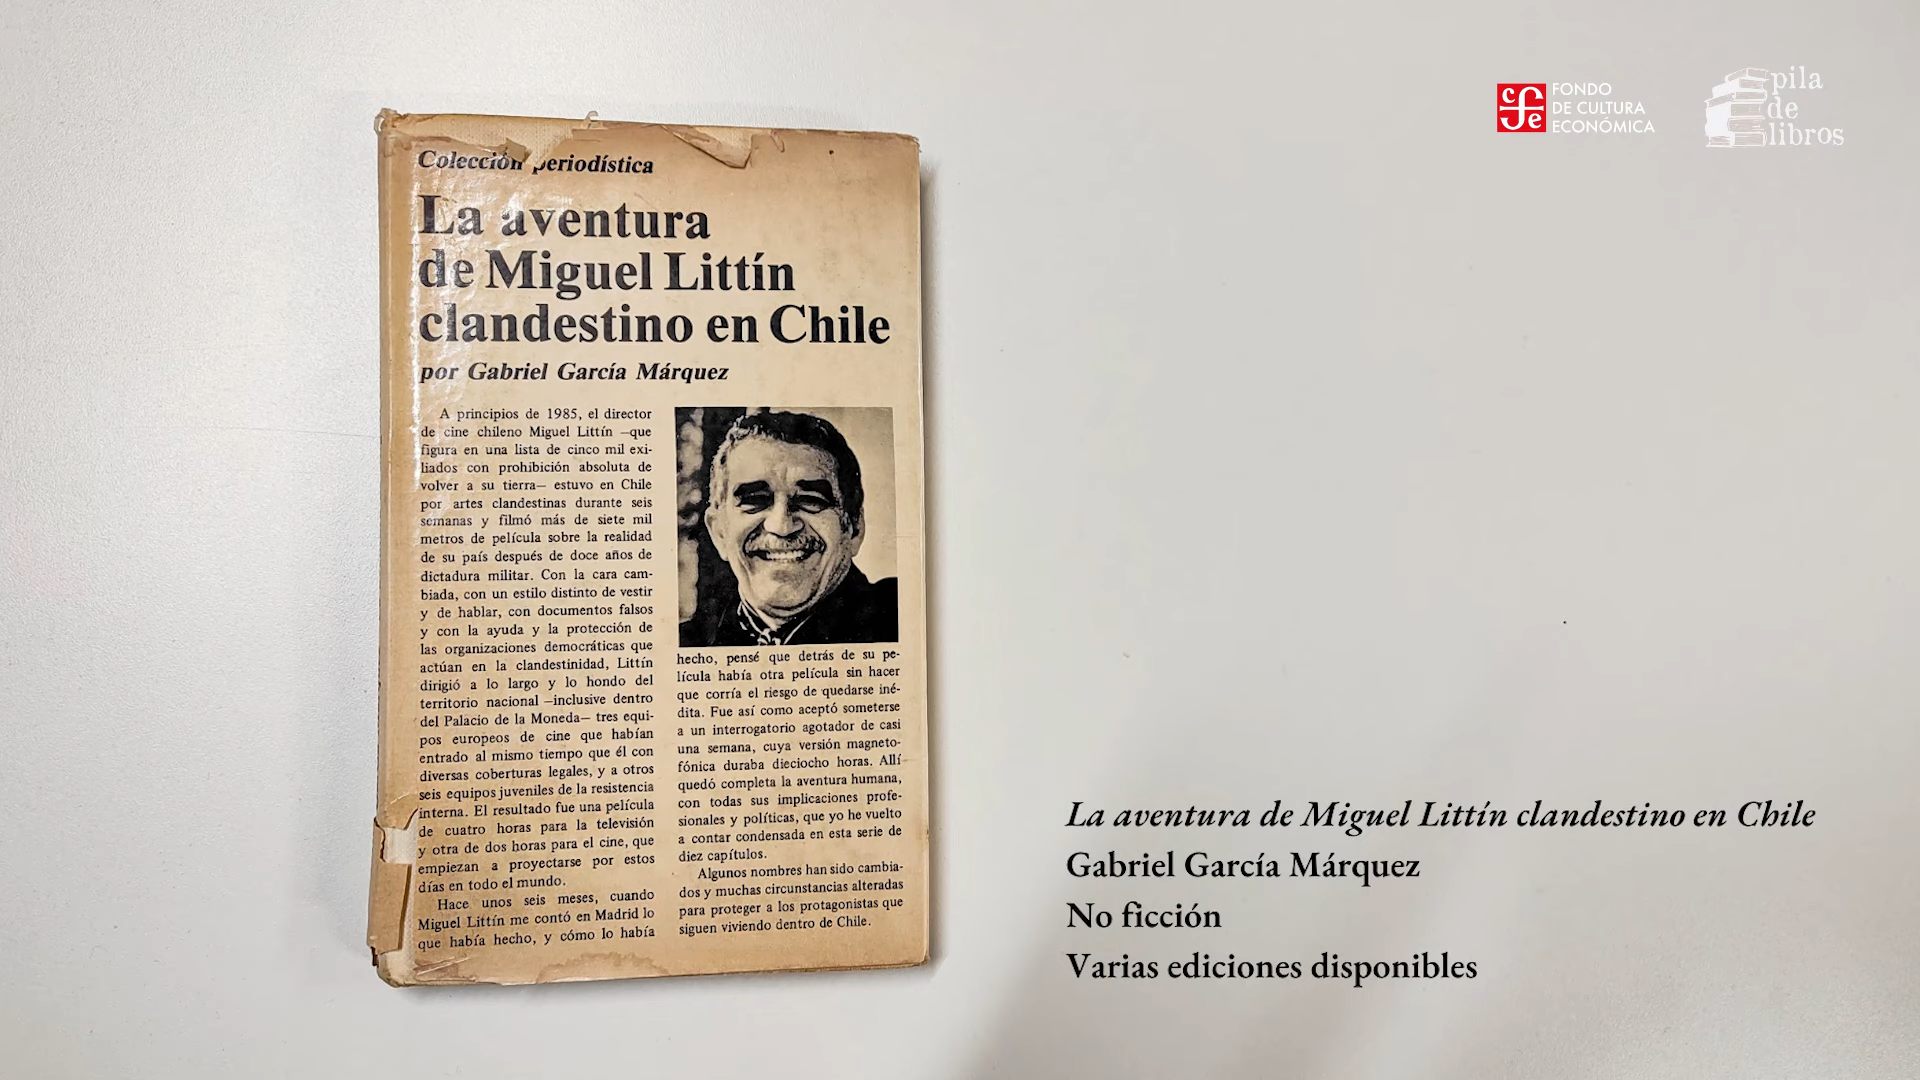 FONDO
DE CULTURA
ECONÓMICA
pila
de
libros
Colección periodística
La aventura
de Miguel Littín
clandestino en Chile
por Gabriel García Márquez
A principios de 1985, el director
de cine chileno Miguel Littín —que
figura en una lista de cinco mil exi-
liados con prohibición absoluta de
volver a su tierra— estuvo en Chile
por artes clandestinas durante seis
semanas y filmó más de siete mil
metros de película sobre la realidad
de su país después de doce años de
dictadura militar. Con la cara cam-
biada, con un estilo distinto de vestir
y de hablar, con documentos falsos
y con la ayuda y la protección de
las organizaciones democráticas que
actúan en la clandestinidad, Littín
dirigió a lo largo y lo hondo del
territorio nacional —inclusive dentro
del Palacio de la Moneda— tres equi-
pos europeos de cine que habían
entrado al mismo tiempo que él con
diversas coberturas legales, y a otros
seis equipos juveniles de la resistencia
interna. El resultado fue una película
de cuatro horas para la televisión
y otra de dos horas para el cine, que
empiezan a proyectarse por estos
días en todo el mundo.
Hace unos seis meses, cuando
Miguel Littín me contó en Madrid lo
que había hecho, y cómo lo había
hecho, pensé que detrás de su pe-
lícula había otra película sin hacer
que corría el riesgo de quedarse iné-
dita. Fue así como aceptó someterse
a un interrogatorio agotador de casi
una semana, cuya versión magneto-
fónica duraba dieciocho horas. Allí
quedó completa la aventura humana,
con todas sus implicaciones profe-
sionales y políticas, que yo he vuelto
a contar condensada en esta serie de
diez capítulos.
Algunos nombres han sido cambia-
dos y muchas circunstancias alteradas
para proteger a los protagonistas que
siguen viviendo dentro de Chile.
La aventura de Miguel Littín clandestino en Chile
Gabriel García Márquez
No ficción
Varias ediciones disponibles